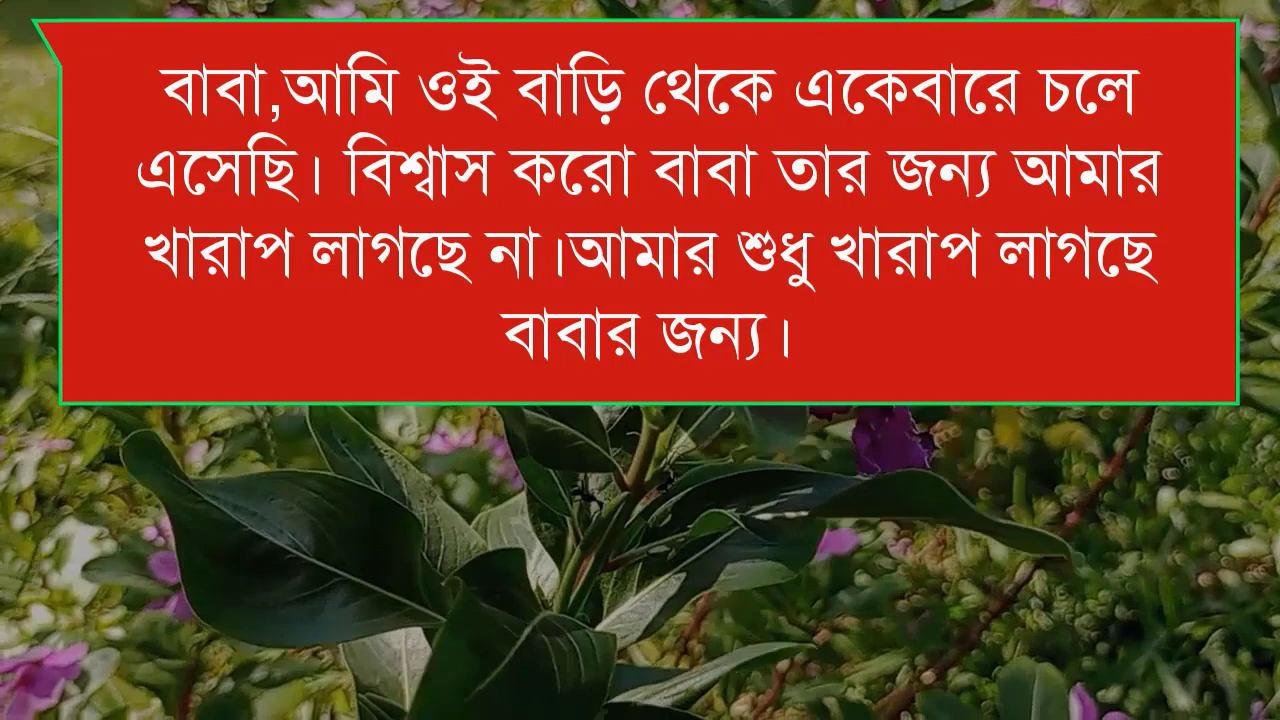 বাবা,আমি ওই বাড়ি থেকে একেবারে চলে
এসেছি। বিশ্বাস করো বাবা তার জন্য আমার
খারাপ লাগছে না।আমার শুধু খারাপ লাগছে
বাবার জন্য।